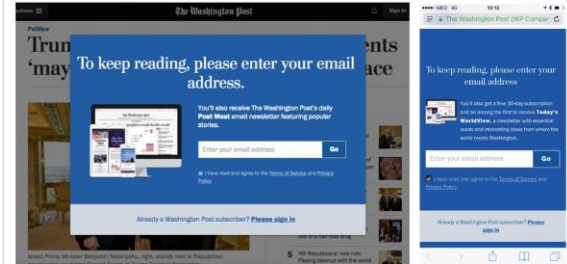 The Washington Post
Sign In
Politics
Trum
ents
'may
ace
To keep reading, please enter your email
address.
You'll also receive The Washington Post's daily
Post Most email newsletter featuring popular
stories.
Enter your email address
Go
I have read and agree to the Terms of Service and Privacy
Policy.
Already a Washington Post subscriber? Please sign in
Israeli Prime Minister Benjamin Netanyahu, right, stands next to Republican
5 Hill Republicans' new role:
Playing cleanup with the world
MEO 4G
10:12
The Washington Post (WP Compan
To keep reading, please enter your
email address
You'll also get a free 30-day subscription
and be among the first to receive Today's
WorldView, a newsletter with essential
reads and interesting ideas from where the
world meets Washington.
Enter your email address
Go
I have read and agree to the Terms of Service and
Privacy Policy.
Already a Washington Post subscriber? Please
sign in